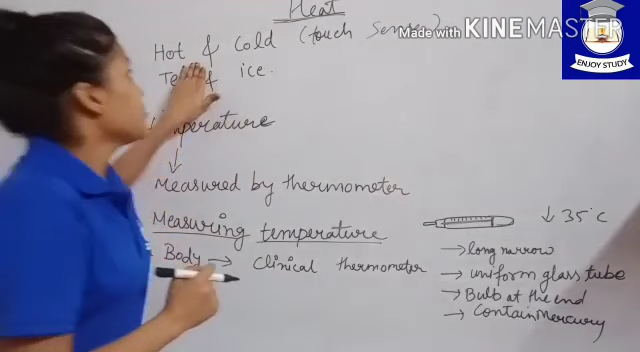 Heat
Made with KINEMASTER
ENJOY STUDY
Hot & Cold (touch sense)
Tea & ice.
Temperature
↓
Measured by thermometer
Measuring temperature
Body → Clinical thermometer
↓ 35°C
→ long narrow
→ uniform glass tube
→ Bulb at the end
→ Contain Mercury